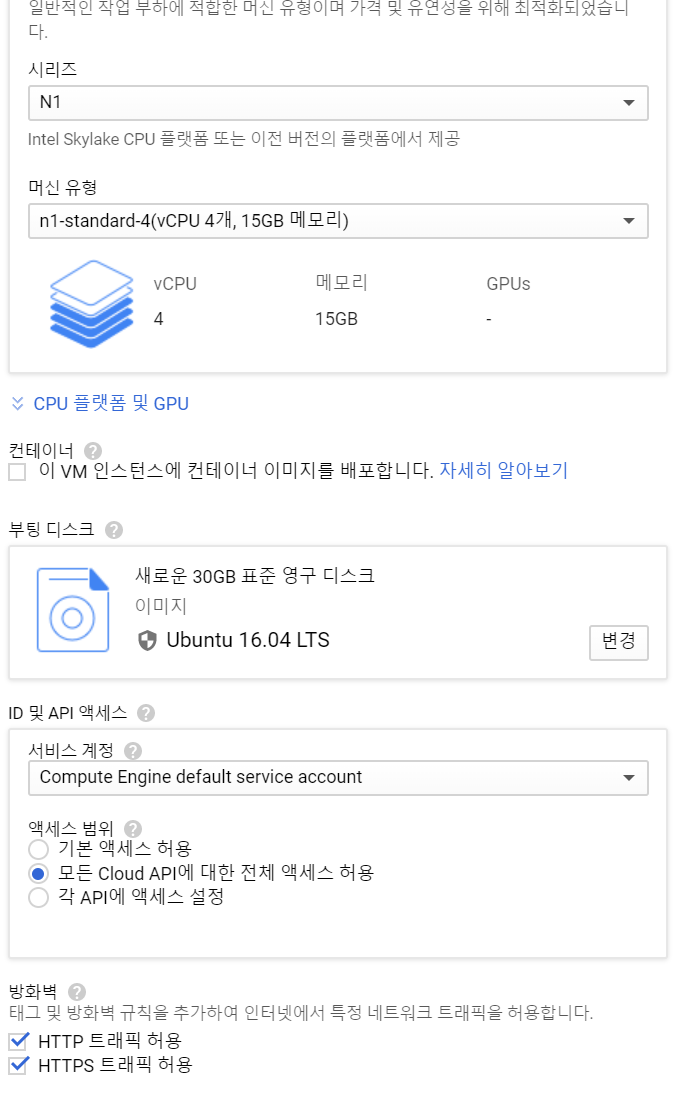 일반적인 작업 부하에 적합한 머신 유형이며 가격 및 유연성을 위해 최적화되었습니
다.
시리즈
N1
Intel Skylake CPU 플랫폼 또는 이전 버전의 플랫폼에서 제공
머신 유형
n1-standard-4(vCPU 4개, 15GB 메모리)
vCPU 메모리 GPUs
4 15GB -
CPU 플랫폼 및 GPU
컨테이너 ?
이 VM 인스턴스에 컨테이너 이미지를 배포합니다. 자세히 알아보기
부팅 디스크 ?
새로운 30GB 표준 영구 디스크
이미지
Ubuntu 16.04 LTS
변경
ID 및 API 액세스 ?
서비스 계정 ?
Compute Engine default service account
액세스 범위 ?
기본 액세스 허용
모든 Cloud API에 대한 전체 액세스 허용
각 API에 액세스 설정
방화벽 ?
태그 및 방화벽 규칙을 추가하여 인터넷에서 특정 네트워크 트래픽을 허용합니다.
HTTP 트래픽 허용
HTTPS 트래픽 허용